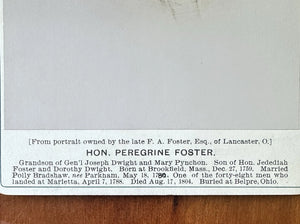 [From portrait owned by the late F. A. Foster, Esq., of Lancaster, O.]
HON. PEREGRINE FOSTER.
Grandson of Gen'l Joseph Dwight and Mary Pynchon. Son of Hon. Jedediah
Foster and Dorothy Dwight. Born at Brookfield, Mass., Dec. 27, 1759. Married
Polly Bradshaw, nee Parkham, May 18, 1780. One of the forty-eight men who
landed at Marietta, April 7, 1788. Died Aug. 17, 1804. Buried at Belpre, Ohio.